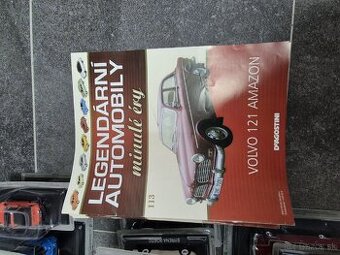 LEGENDÁRNÍ
AUTOMOBILY
minulé éry
113
VOLVO 121 AMAZON
DeAGOSTINI